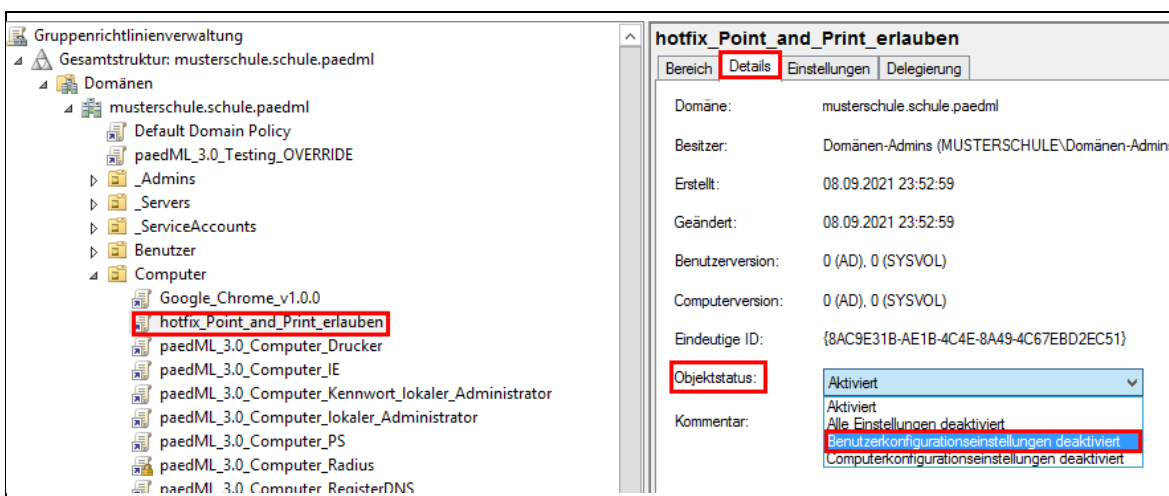 Gruppenrichtlinienverwaltung
Gesamtstruktur: musterschule.schule.paedml
Domänen
musterschule.schule.paedml
Default Domain Policy
paedML_3.0_Testing_OVERRIDE
_Admins
_Servers
_ServiceAccounts
Benutzer
Computer
Google_Chrome_v1.0.0
hotfix_Point_and_Print_erlauben
paedML_3.0_Computer_Drucker
paedML_3.0_Computer_IE
paedML_3.0_Computer_Kennwort_lokaler_Administrator
paedML_3.0_Computer_lokaler_Administrator
paedML_3.0_Computer_PS
paedML_3.0_Computer_Radius
paedML_3.0_Computer_RegisterDNS
hotfix_Point_and_Print_erlauben
Bereich Details Einstellungen Delegierung
Domäne: musterschule.schule.paedml
Besitzer: Domänen-Admins (MUSTERSCHULE\Domänen-Admins
Erstellt: 08.09.2021 23:52:59
Geändert: 08.09.2021 23:52:59
Benutzerversion: 0 (AD), 0 (SYSVOL)
Computerversion: 0 (AD), 0 (SYSVOL)
Eindeutige ID: {8AC9E31B-AE1B-4C4E-8A49-4C67EBD2EC51}
Objektstatus: Aktiviert
Aktiviert
Kommentar: Alle Einstellungen deaktiviert
Benutzerkonfigurationseinstellungen deaktiviert
Computerkonfigurationseinstellungen deaktiviert